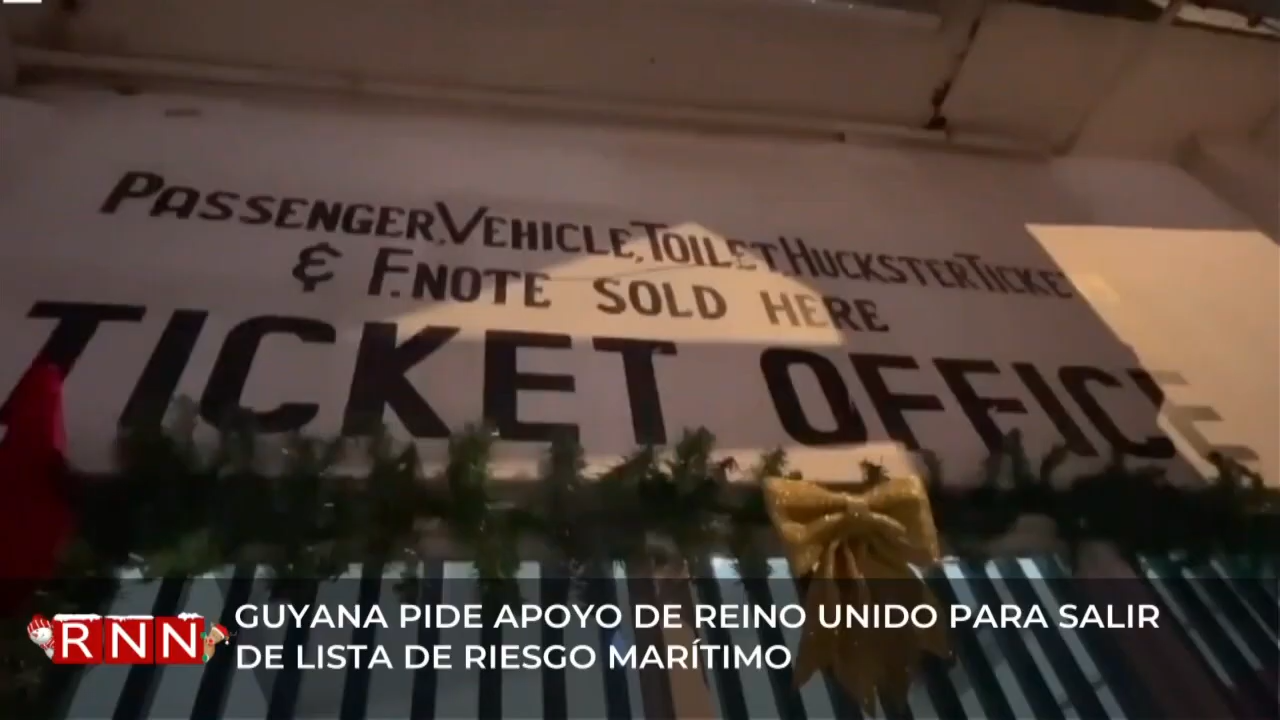 PASSENGER, VEHICLE, TOILET, HUCKSTER TICKET
& F.NOTE SOLD HERE
TICKET OFFICE
RNN
GUYANA PIDE APOYO DE REINO UNIDO PARA SALIR
DE LISTA DE RIESGO MARÍTIMO